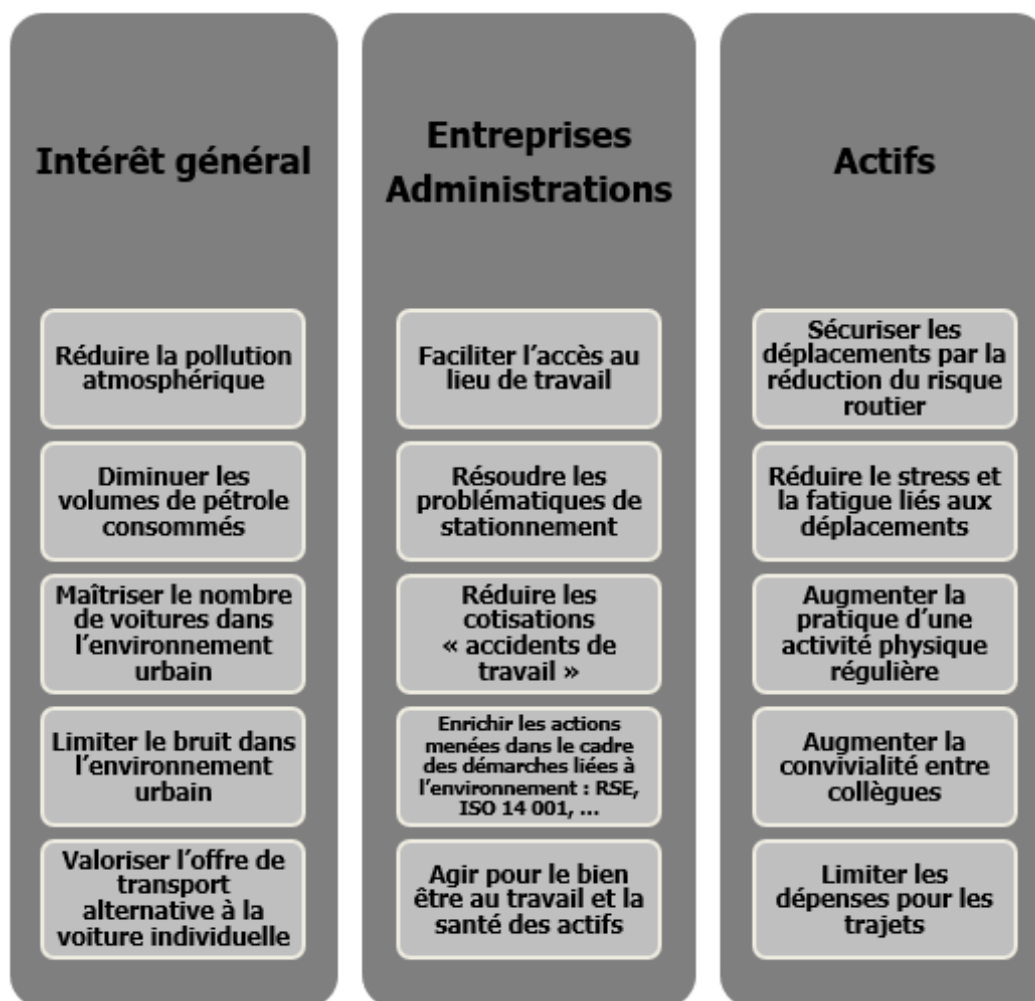 Intérêt général
Réduire la pollution
atmosphérique
Diminuer les
volumes de pétrole
consommés
Maîtriser le nombre
de voitures dans
l’environnement
urbain
Limiter le bruit dans
l’environnement
urbain
Valoriser l’offre de
transport
alternative à la
voiture individuelle
Entreprises
Administrations
Faciliter l’accès au
lieu de travail
Résoudre les
problématiques de
stationnement
Réduire les
cotisations
« accidents de
travail »
Enrichir les actions
menées dans le cadre
des démarches liées à
l’environnement : RSE,
ISO 14 001, …
Agir pour le bien
être au travail et la
santé des actifs
Actifs
Sécuriser les
déplacements par la
réduction du risque
routier
Réduire le stress et
la fatigue liés aux
déplacements
Augmenter la
pratique d’une
activité physique
régulière
Augmenter la
convivialité entre
collègues
Limiter les
dépenses pour les
trajets